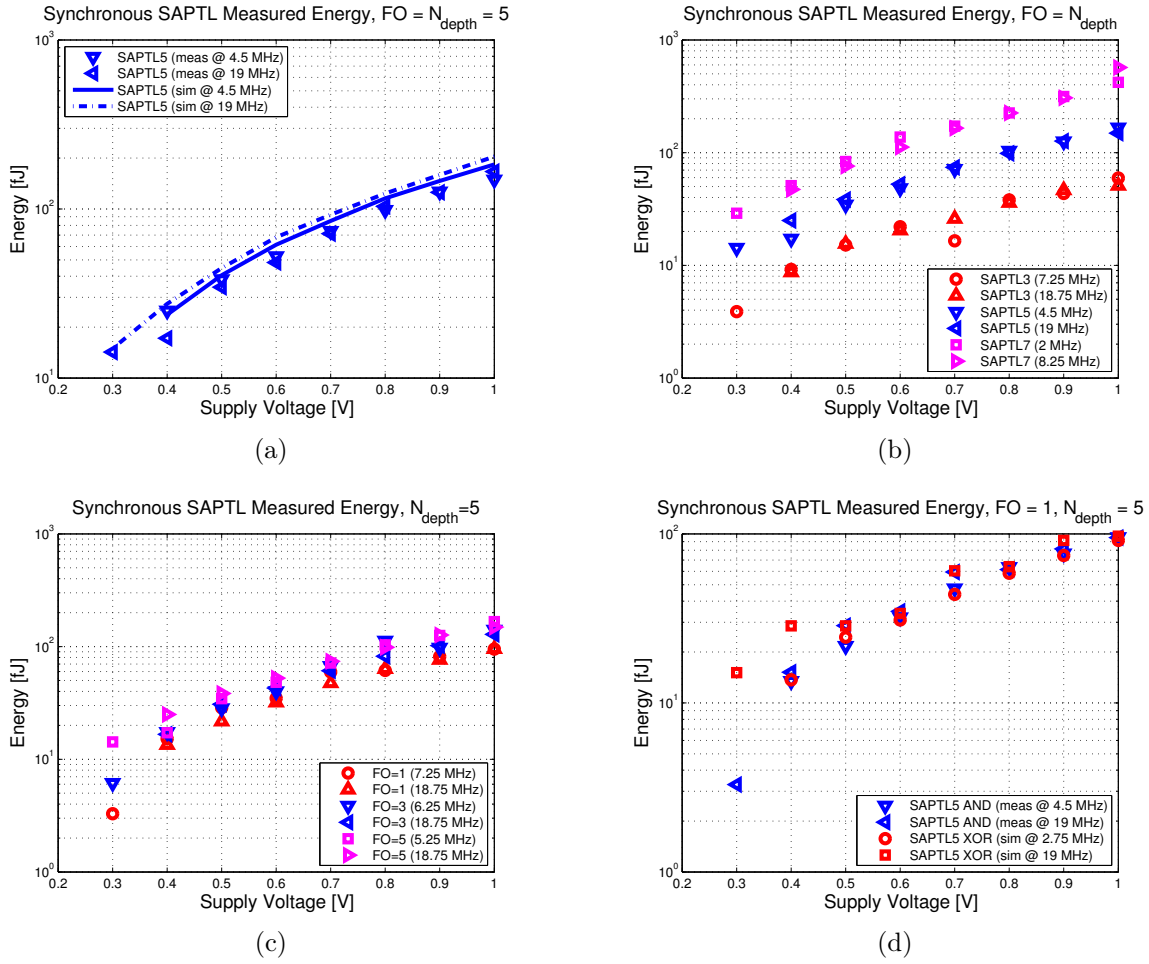 Synchronous SAPTL Measured Energy, FO = N_depth = 5
10^3
10^2
10^1
Energy [fJ]
SAPTL5 (meas @ 4.5 MHz)
SAPTL5 (meas @ 19 MHz)
SAPTL5 (sim @ 4.5 MHz)
SAPTL5 (sim @ 19 MHz)
0.2 0.3 0.4 0.5 0.6 0.7 0.8 0.9 1
Supply Voltage [V]
(a)
Synchronous SAPTL Measured Energy, FO = N_depth
10^3
10^2
10^1
10^0
Energy [fJ]
SAPTL3 (7.25 MHz)
SAPTL3 (18.75 MHz)
SAPTL5 (4.5 MHz)
SAPTL5 (19 MHz)
SAPTL7 (2 MHz)
SAPTL7 (8.25 MHz)
0.2 0.3 0.4 0.5 0.6 0.7 0.8 0.9 1
Supply Voltage [V]
(b)
Synchronous SAPTL Measured Energy, N_depth=5
10^3
10^2
10^1
10^0
Energy [fJ]
FO=1 (7.25 MHz)
FO=1 (18.75 MHz)
FO=3 (6.25 MHz)
FO=3 (18.75 MHz)
FO=5 (5.25 MHz)
FO=5 (18.75 MHz)
0.2 0.3 0.4 0.5 0.6 0.7 0.8 0.9 1
Supply Voltage [V]
(c)
Synchronous SAPTL Measured Energy, FO = 1, N_depth = 5
10^2
10^1
10^0
Energy [fJ]
SAPTL5 AND (meas @ 4.5 MHz)
SAPTL5 AND (meas @ 19 MHz)
SAPTL5 XOR (sim @ 2.75 MHz)
SAPTL5 XOR (sim @ 19 MHz)
0.2 0.3 0.4 0.5 0.6 0.7 0.8 0.9 1
Supply Voltage [V]
(d)